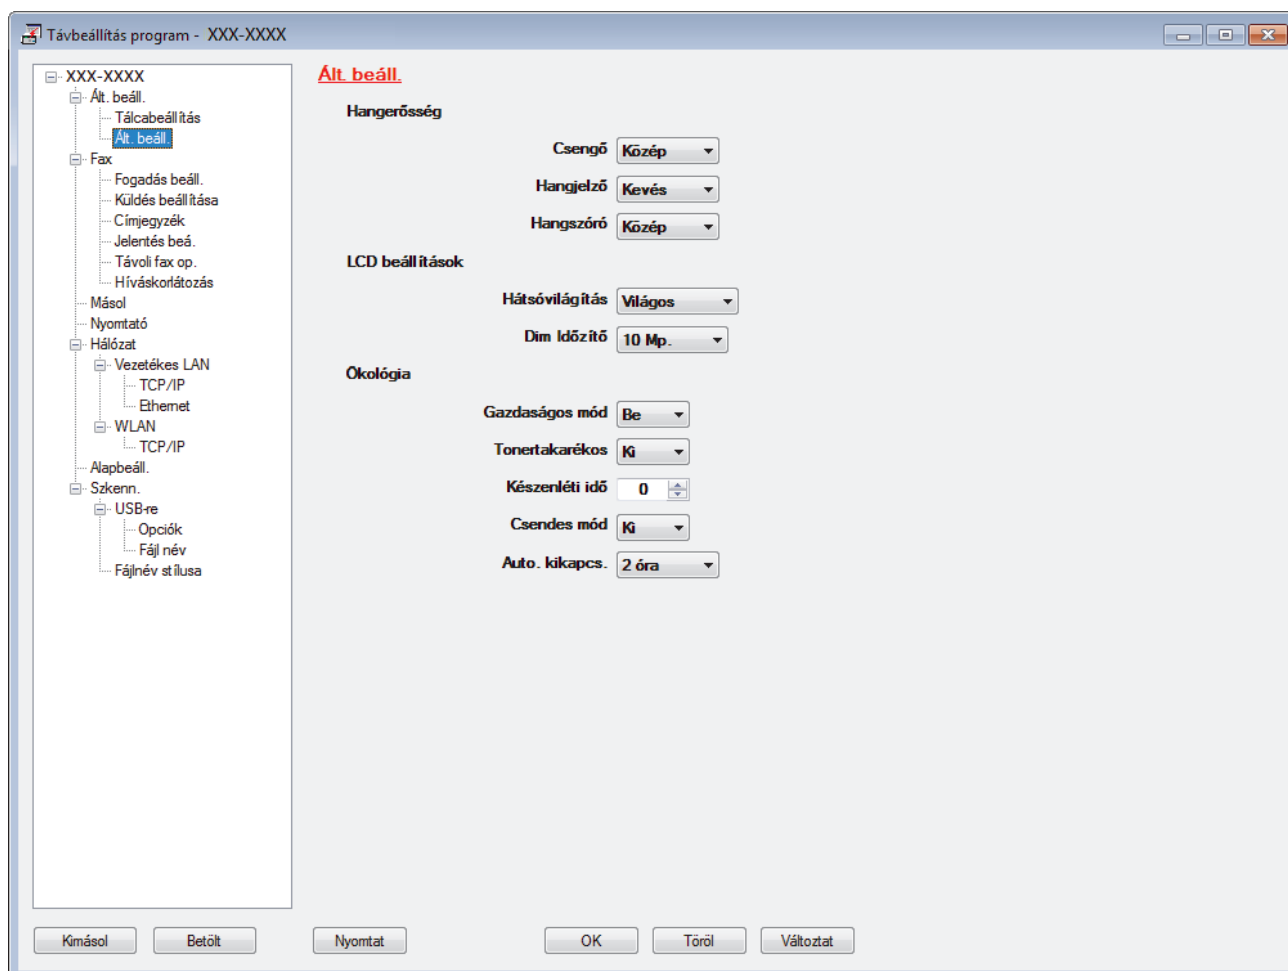 Távbeállítás program - XXX-XXXX
XXX-XXXX
Ált. beáll.
Tálcabeállítás
Ált. beáll.
Fax
Fogadás beáll.
Küldés beállítása
Címjegyzék
Jelentés beá.
Távoli fax op.
Híváskorlátozás
Másol
Nyomtató
Hálózat
Vezetékes LAN
TCP/IP
Ethernet
WLAN
TCP/IP
Alapbeáll.
Szkenn.
USB-re
Opciók
Fájl név
Fájlnév stílusa
Ált. beáll.
Hangerősség
Csengő Közép
Hangjelző Kevés
Hangszóró Közép
LCD beállítások
Hátsóvilágítás Világos
Dim Időzítő 10 Mp.
Ökológia
Gazdaságos mód Be
Tonertakarékos Ki
Készenléti idő 0
Csendes mód Ki
Auto. kikapcs. 2 óra
Kimásol Betölt Nyomtat OK Töröl Változtat